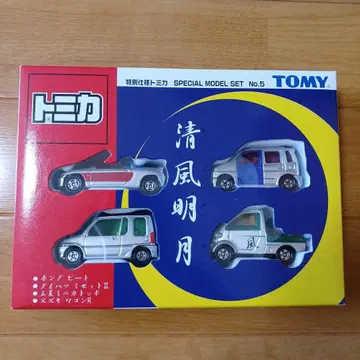 特別仕様トミカ SPECIAL MODEL SET No.5 TOMY
トミカ
清風明月
風
●ホンダ ビート
●ダイハツ ミゼットⅡ
●三菱ミニカトッポ
●スズキ ワゴンR